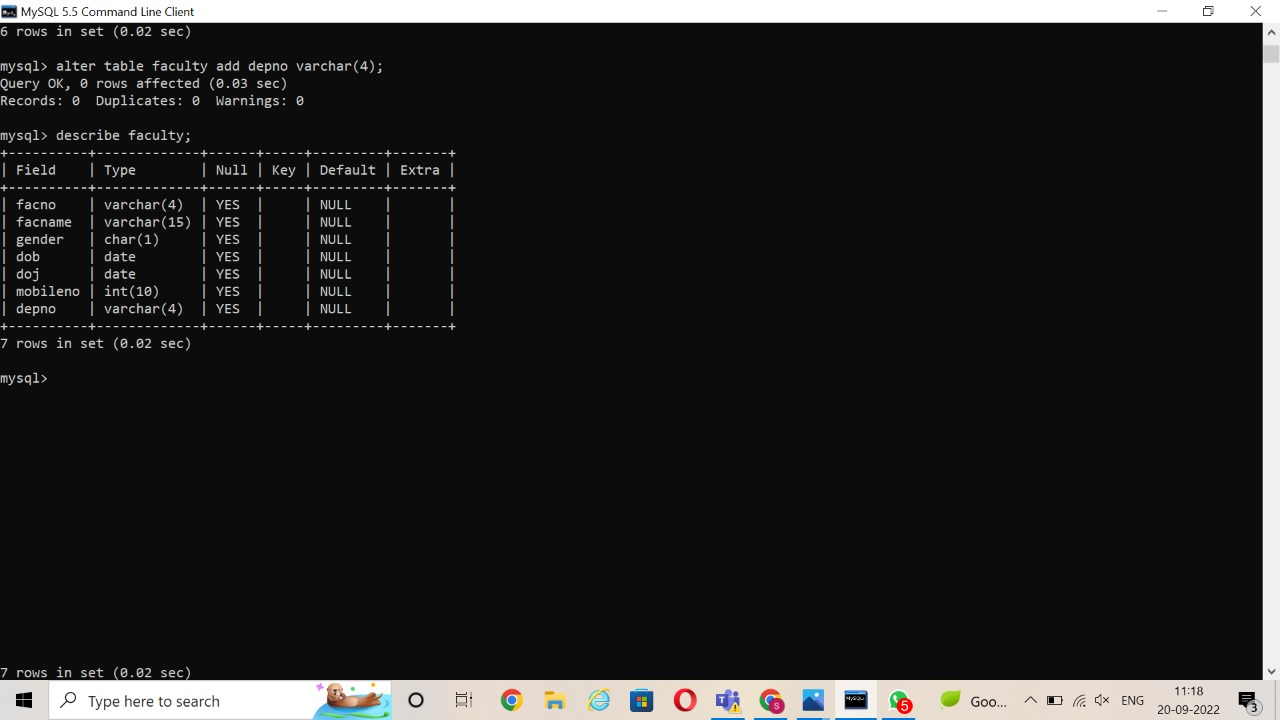 MySQL 5.5 Command Line Client
6 rows in set (0.02 sec)
mysql> alter table faculty add depno varchar(4);
Query OK, 0 rows affected (0.03 sec)
Records: 0  Duplicates: 0  Warnings: 0
mysql> describe faculty;
+----------+-------------+------+-----+---------+-------+
| Field    | Type        | Null | Key | Default | Extra |
+----------+-------------+------+-----+---------+-------+
| facno    | varchar(4)  | YES  |     | NULL    |       |
| facname  | varchar(15) | YES  |     | NULL    |       |
| gender   | char(1)     | YES  |     | NULL    |       |
| dob      | date        | YES  |     | NULL    |       |
| doj      | date        | YES  |     | NULL    |       |
| mobileno | int(10)     | YES  |     | NULL    |       |
| depno    | varchar(4)  | YES  |     | NULL    |       |
+----------+-------------+------+-----+---------+-------+
7 rows in set (0.02 sec)
mysql>
7 rows in set (0.02 sec)
Type here to search
5
Goo...
ENG
11:18
20-09-2022
3